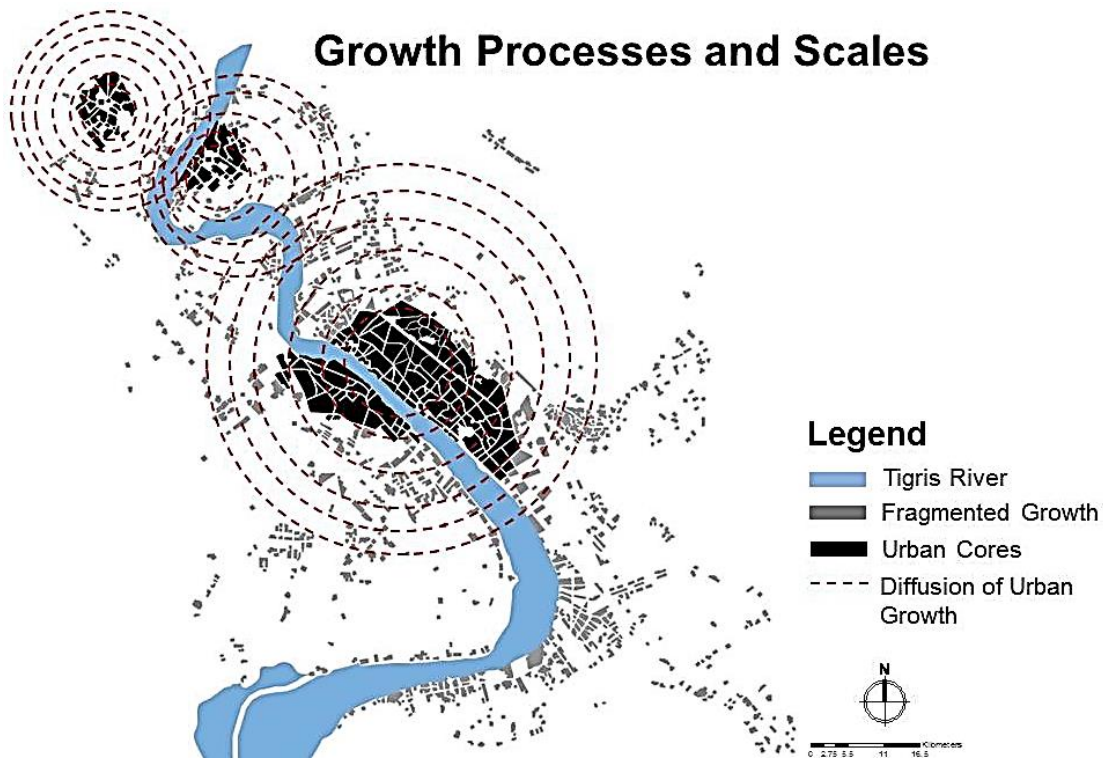 Growth Processes and Scales
Legend
Tigris River
Fragmented Growth
Urban Cores
Diffusion of Urban
Growth
N
Kilometers
0 2.75 5.5 11 16.5